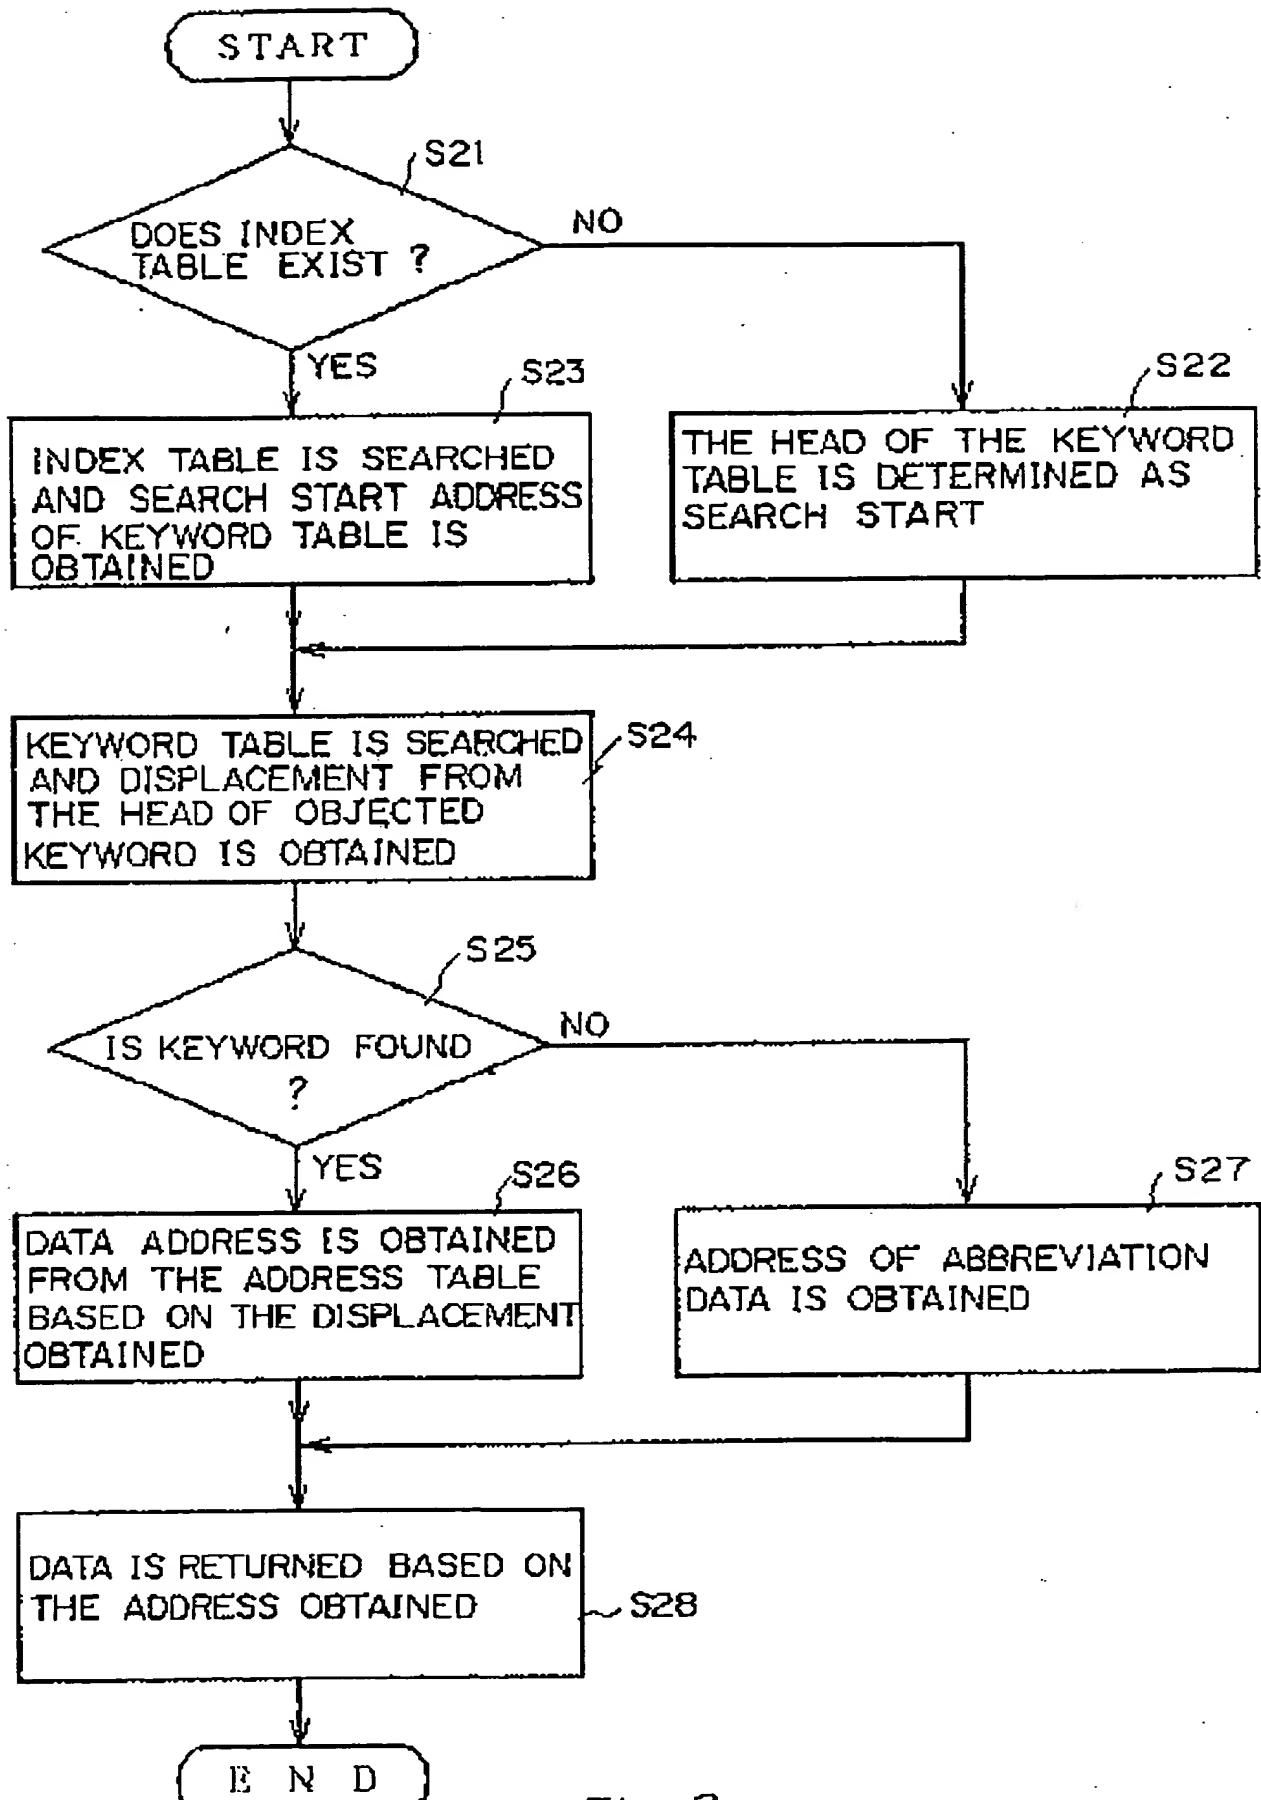 START
S21
DOES INDEX
TABLE EXIST ?
NO
YES
S23
INDEX TABLE IS SEARCHED
AND SEARCH START ADDRESS
OF KEYWORD TABLE IS
OBTAINED
S22
THE HEAD OF THE KEYWORD
TABLE IS DETERMINED AS
SEARCH START
KEYWORD TABLE IS SEARCHED
AND DISPLACEMENT FROM
THE HEAD OF OBJECTED
KEYWORD IS OBTAINED
S24
S25
IS KEYWORD FOUND
?
NO
YES
S26
DATA ADDRESS IS OBTAINED
FROM THE ADDRESS TABLE
BASED ON THE DISPLACEMENT
OBTAINED
S27
ADDRESS OF ABBREVIATION
DATA IS OBTAINED
DATA IS RETURNED BASED ON
THE ADDRESS OBTAINED
S28
END